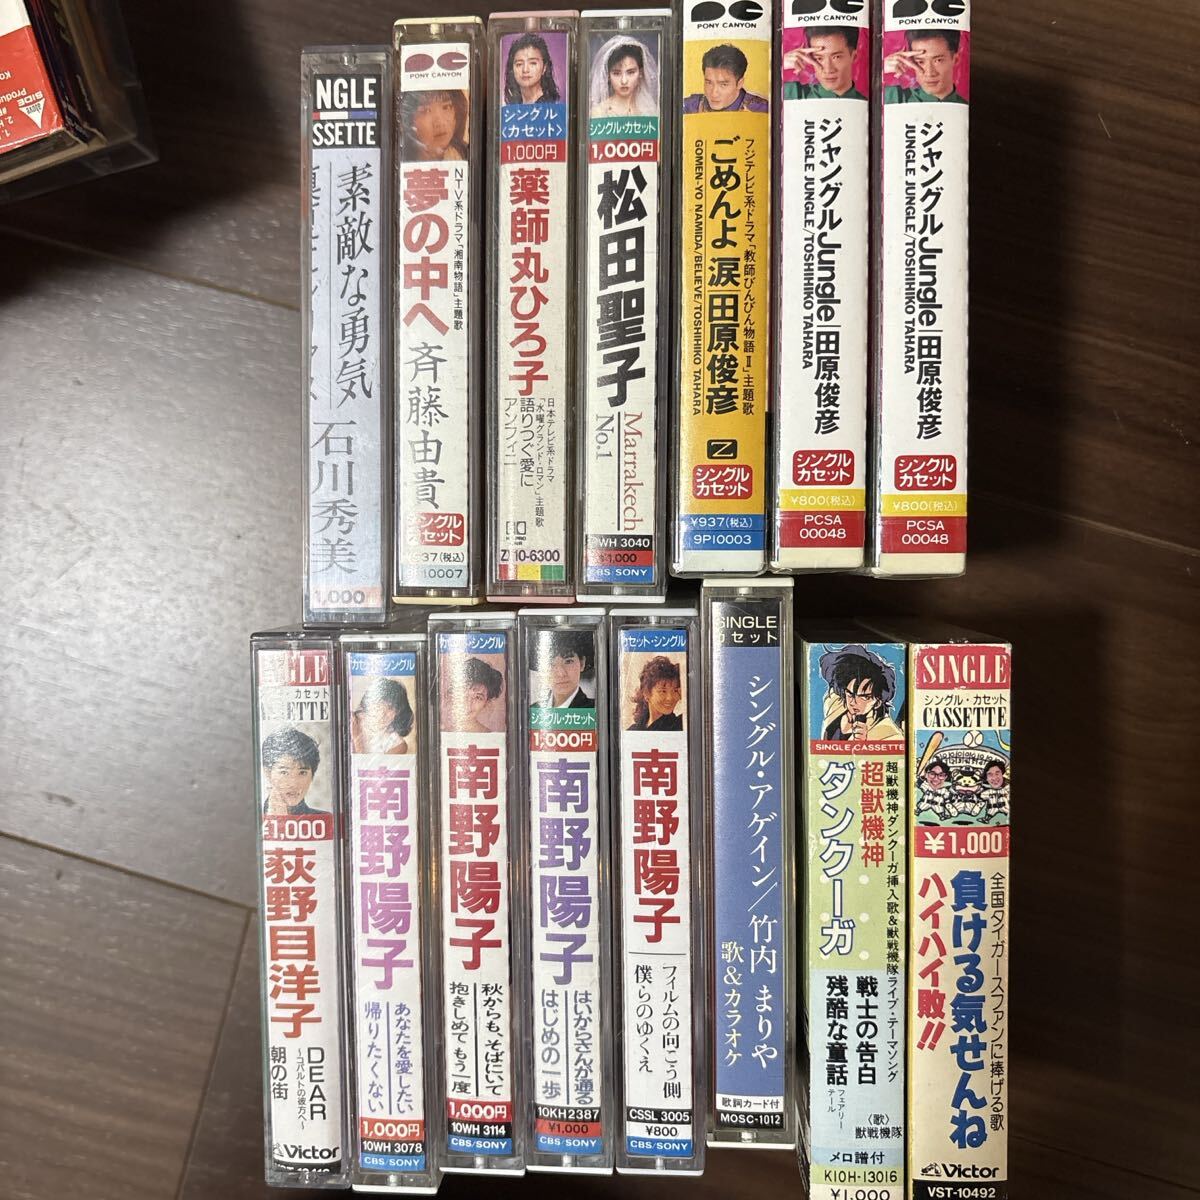 SIDE
NGLE
SSETTE
素敵な勇気
石川秀美
1,000円
PONY CANYON
NTV系ドラマ「湘南物語」主題歌
夢の中へ
斉藤由貴
シングル
カセット
¥937(税込)
10007
シングル
〈カセット〉
1,000円
薬師丸ひろ子
日本テレビ系ドラマ
「水曜グランド・ロマン」主題歌
語りつぐ愛に
アンフィニ
10-6300
シングル・カセット
1,000円
松田聖子
Marrakech
No.1
WH 3040
¥1,000
CBS/SONY
PONY CANYON
フジテレビ系ドラマ「教師びんびん物語Ⅱ」主題歌
ごめんよ 涙|田原俊彦
GOMEN-YO NAMIDA/BELIEVE/TOSHIHIKO TAHARA
シングル
カセット
¥937(税込)
9P10003
PONY CANYON
ジャングルJungle|田原俊彦
JUNGLE JUNGLE/TOSHIHIKO TAHARA
シングル
カセット
¥800(税込)
PCSA
00048
PONY CANYON
ジャングルJungle|田原俊彦
JUNGLE JUNGLE/TOSHIHIKO TAHARA
シングル
カセット
¥800(税込)
PCSA
00048
カセット
¥1,000
荻野目洋子
DEAR
~コバルトの彼方へ~
朝の街
Victor
カセット・シングル
南野陽子
あなたを愛したい
帰りたくない
1,000円
10WH 3078
CBS/SONY
カセット・シングル
南野陽子
秋からも、そばにいて
抱きしめて もう一度
1,000円
10WH 3114
CBS/SONY
シングル・カセット
1,000円
南野陽子
はいからさんが通る
はじめの一歩
10KH2387
¥1,000
CBS/SONY
カセット・シングル
南野陽子
フィルムの向こう側
僕らのゆくえ
CSSL 3005
¥800
CBS/SONY
SINGLE
カセット
シングル・アゲイン/竹内 まりや
歌&カラオケ
歌詞カード付
MOSC-1012
SINGLE CASSETTE
超獣機神ダンクーガ挿入歌&獣戦機隊ライブ・テーマソング
超獣機神
ダンクーガ
戦士の告白
残酷な童話
フェアリー
テール
〈歌〉
獣戦機隊
メロ譜付
K10H-13016
¥1,000
SINGLE
シングル・カセット
CASSETTE
¥1,000
全国タイガースファンに捧げる歌
負ける気せんね
ハイハイ敗!!
Victor
VST-10492